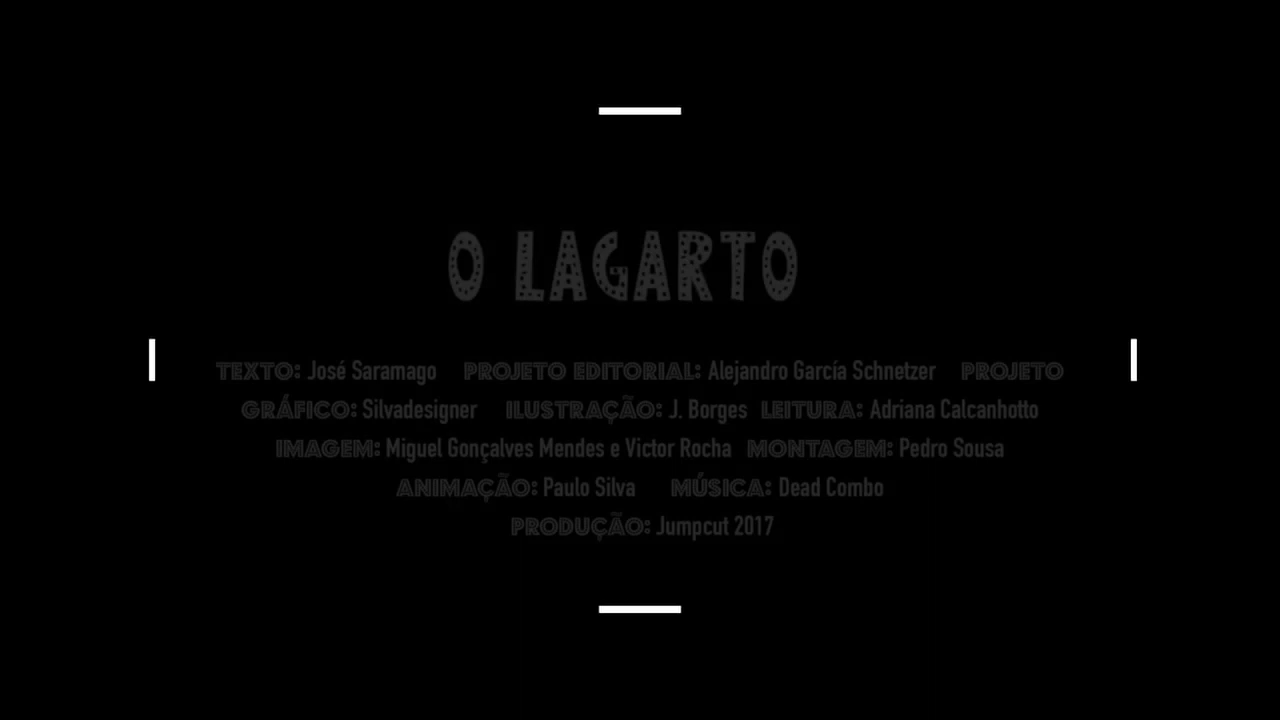 O LAGARTO
TEXTO: José Saramago PROJETO EDITORIAL: Alejandro García Schnetzer PROJETO
GRÁFICO: Silvadesigner ILUSTRAÇÃO: J. Borges LEITURA: Adriana Calcanhotto
IMAGEM: Miguel Gonçalves Mendes e Victor Rocha MONTAGEM: Pedro Sousa
ANIMAÇÃO: Paulo Silva MÚSICA: Dead Combo
PRODUÇÃO: Jumpcut 2017